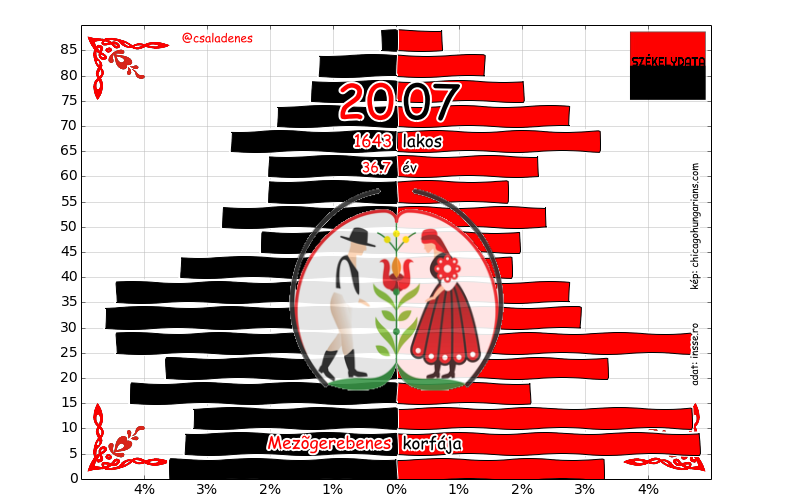 @csaladenes
SZÉKELYDATA
2007
1643 lakos
36.7 év
kép: chicagohungarians.com
adat: insse.ro
Mezõgerebenes korfája
85
80
75
70
65
60
55
50
45
40
35
30
25
20
15
10
5
0
4% 3% 2% 1% 0% 1% 2% 3% 4%